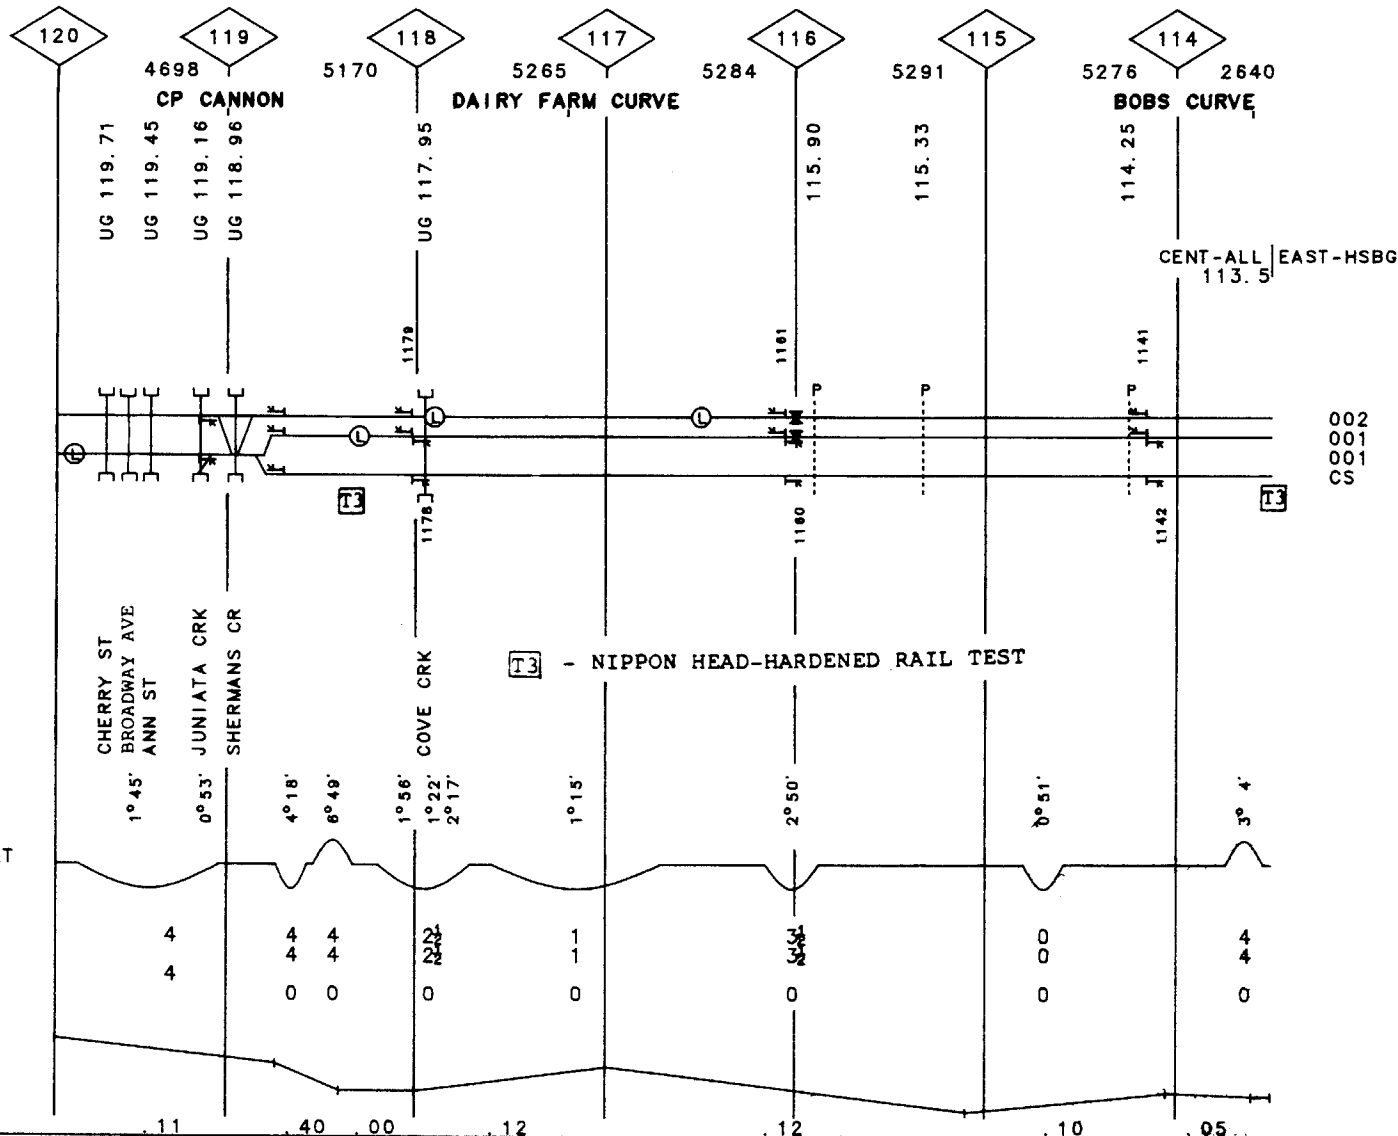 120 119 118 117 116 115 114
4698 5170 5265 5284 5291 5276 2640
CP CANNON DAIRY FARM CURVE BOBS CURVE
UG 119.71
UG 119.45
UG 119.16
UG 118.96
UG 117.95
115.90
115.33
114.25
CENT-ALL EAST-HSBG
113.5
1179 1161 1141
P P P
L L
002
L
001
L
001
CS
T3 T3
1178 1160 1142
CHERRY ST
BROADWAY AVE
ANN ST
JUNIATA CRK
SHERMANS CR
COVE CRK
T3 - NIPPON HEAD-HARDENED RAIL TEST
1°45' 0°53' 4°18' 6°49' 1°56' 1°22' 2°17' 1°15' 2°50' 0°51' 3° 4'
T
4 4 4 2½ 1 3½ 0 4
4 4 2½ 1 3½ 0 4
4
0 0 0 0 0 0 0
.11 .40 .00 .12 .12 .10 .05